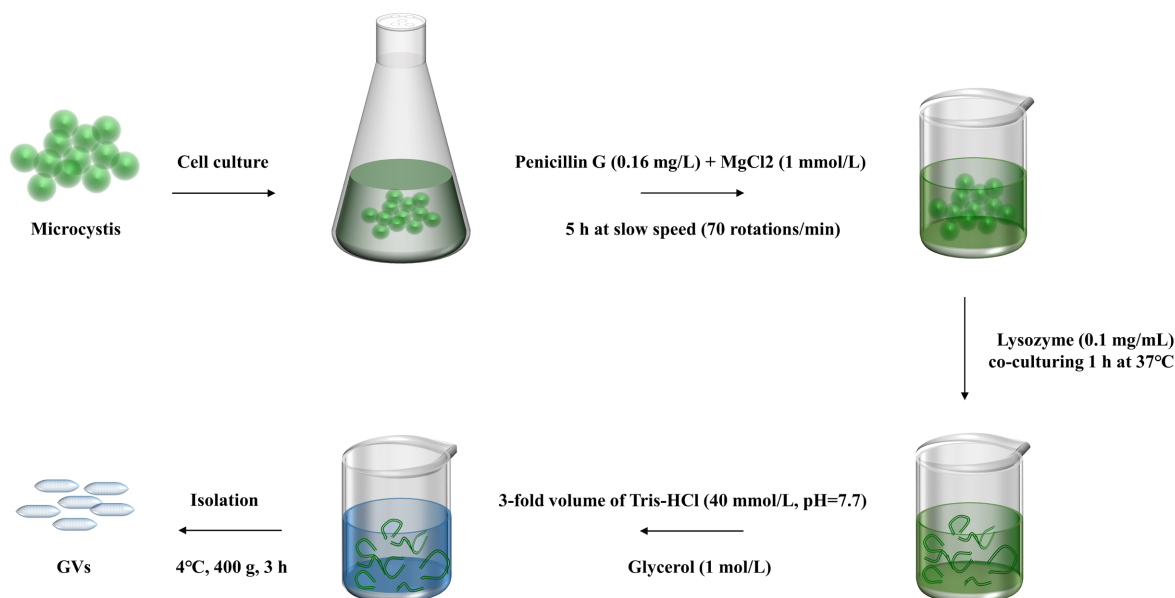 Microcystis
Cell culture
Penicillin G (0.16 mg/L) + MgCl2 (1 mmol/L)
5 h at slow speed (70 rotations/min)
Lysozyme (0.1 mg/mL)
co-culturing 1 h at 37℃
3-fold volume of Tris-HCl (40 mmol/L, pH=7.7)
Glycerol (1 mol/L)
Isolation
4℃, 400 g, 3 h
GVs